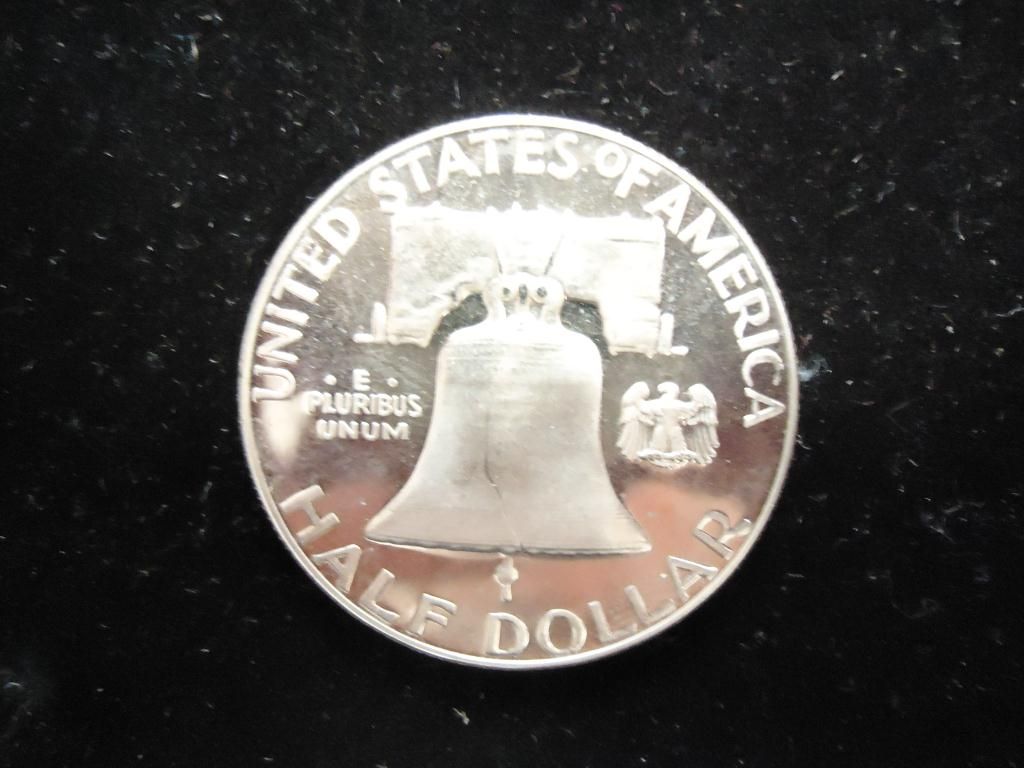 UNITED STATES OF AMERICA
· E ·
PLURIBUS
UNUM
HALF DOLLAR